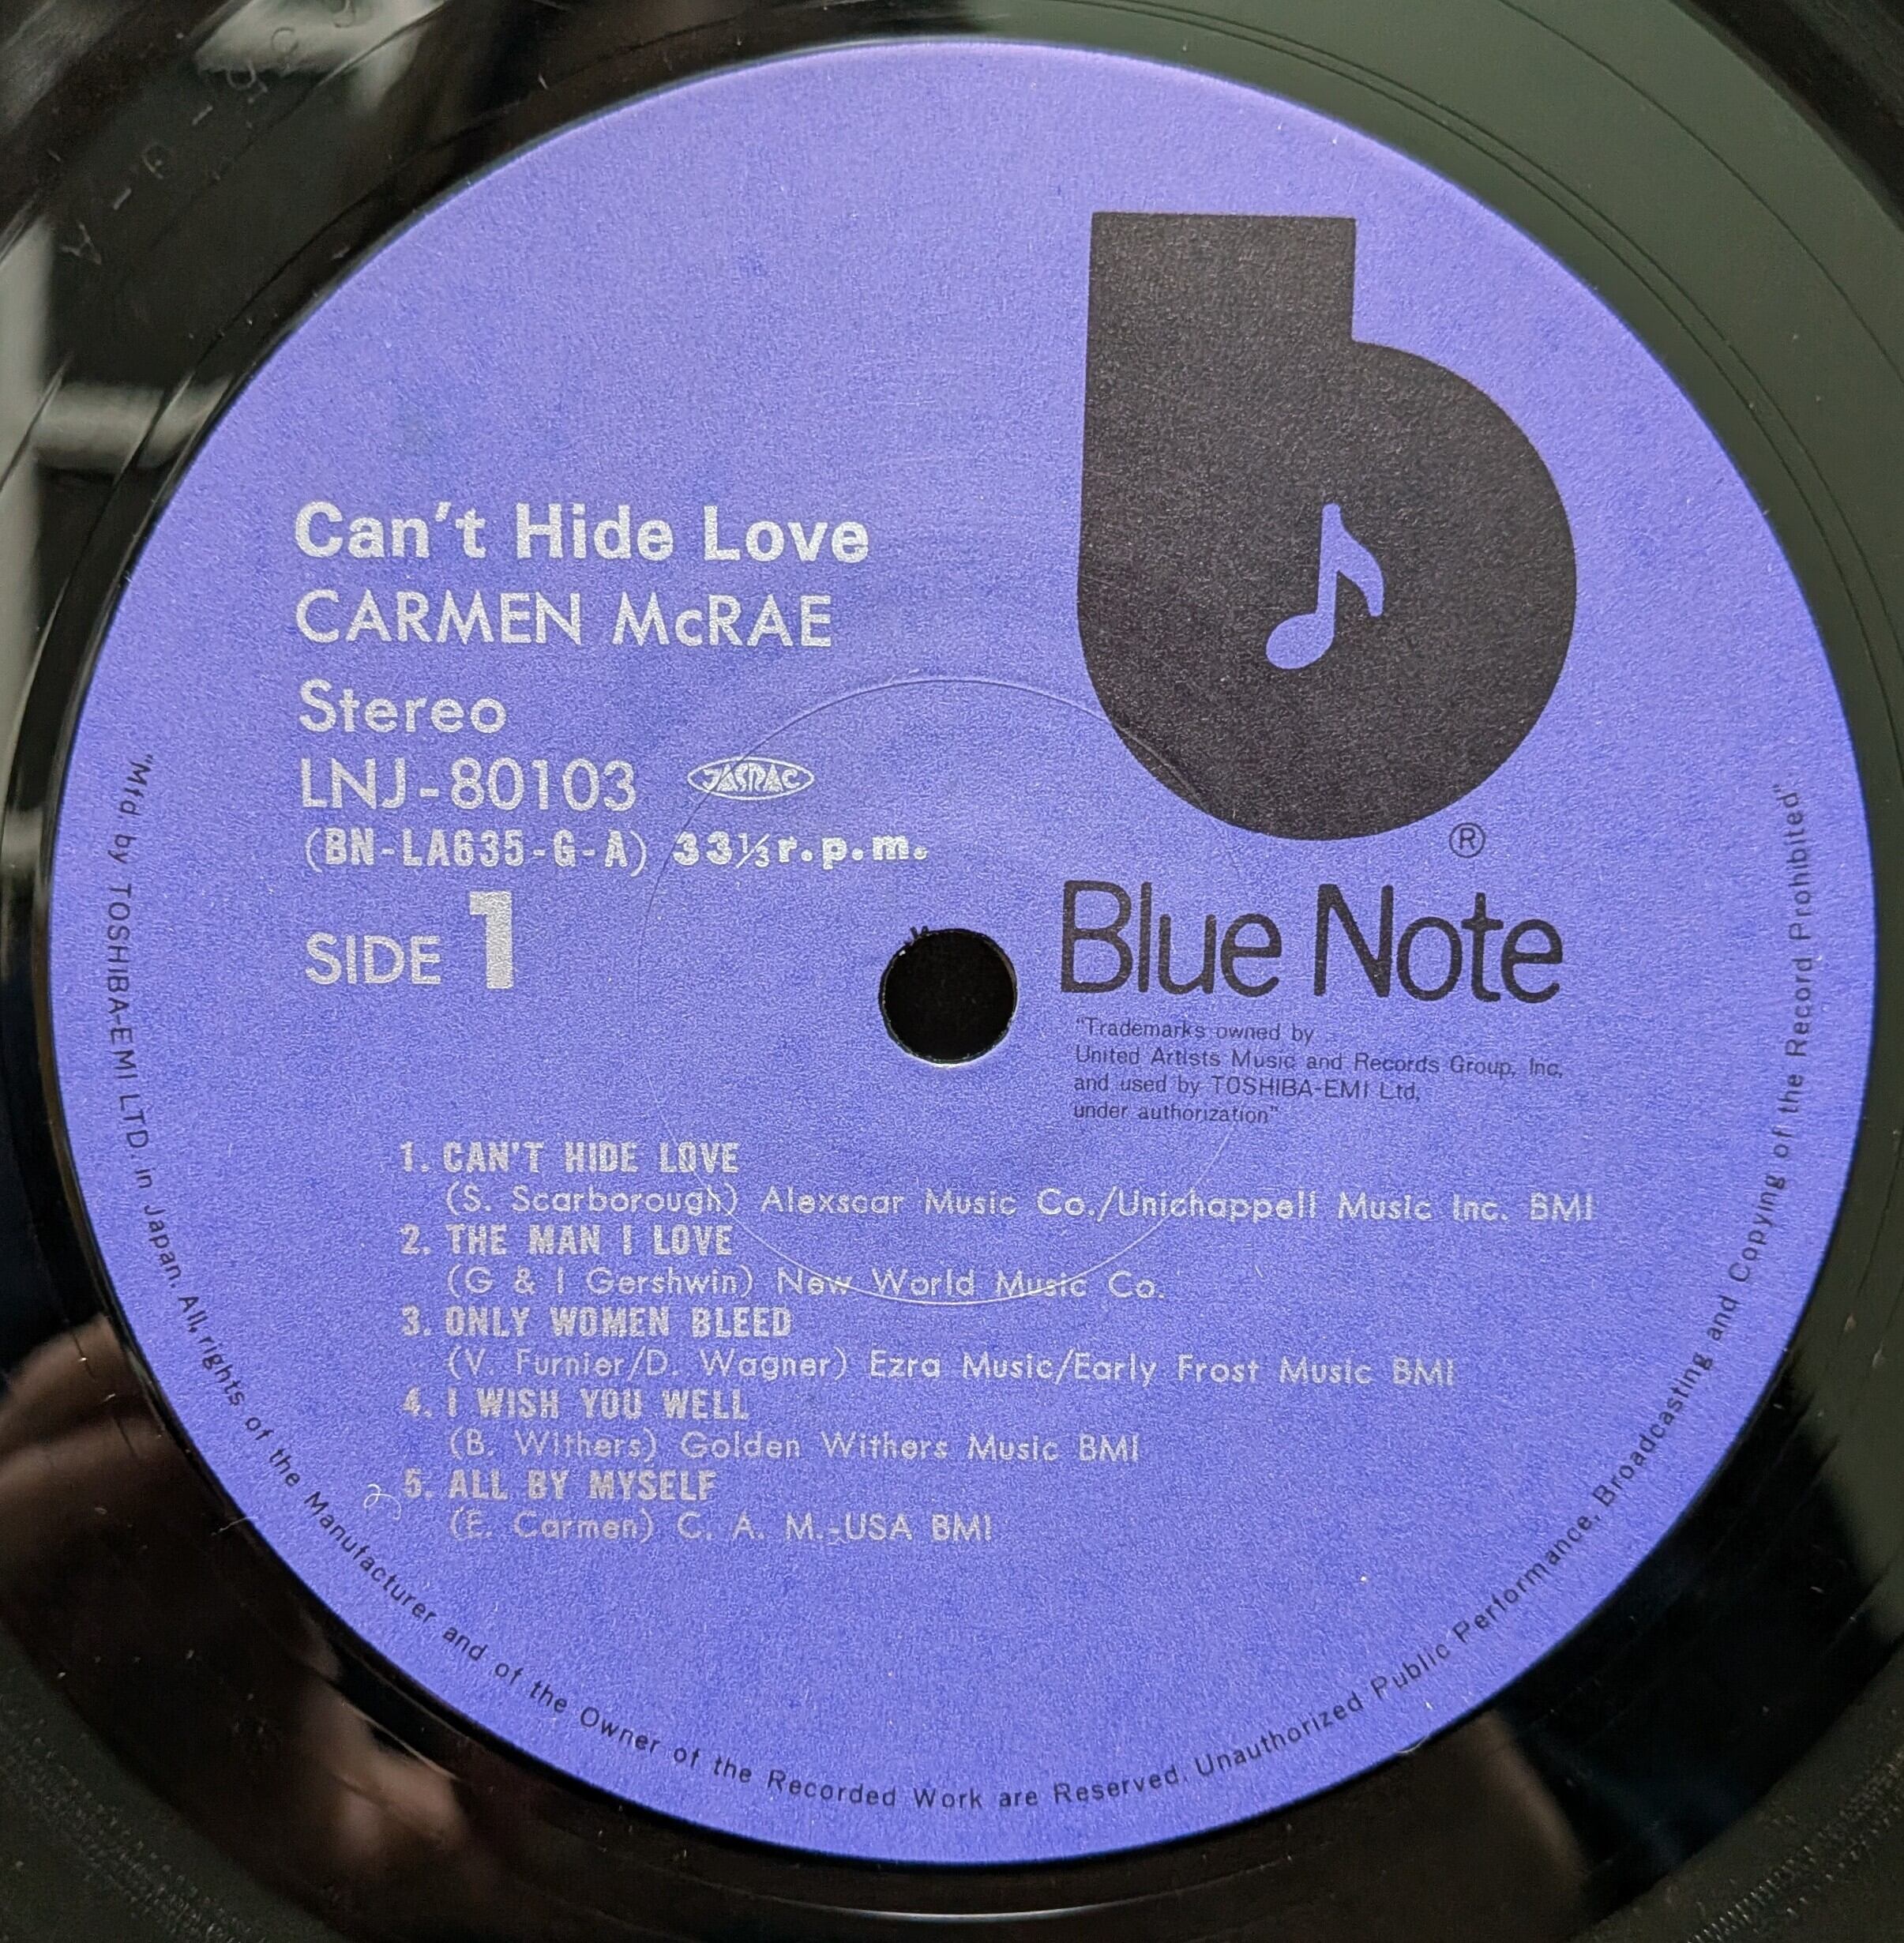 Can't Hide Love
CARMEN McRAE
Stereo
LNJ-80103 JASRAC
(BN-LA635-G-A) 33⅓r.p.m.
SIDE 1
b
®
Blue Note
"Trademarks owned by
United Artists Music and Records Group, Inc.
and used by TOSHIBA-EMI Ltd.
under authorization"
1. CAN'T HIDE LOVE
(S. Scarborough) Alexscar Music Co./Unichappell Music Inc. BMI
2. THE MAN I LOVE
(G & I Gershwin) New World Music Co.
3. ONLY WOMEN BLEED
(V. Furnier/D. Wagner) Ezra Music/Early Frost Music BMI
4. I WISH YOU WELL
(B. Withers) Golden Withers Music BMI
5. ALL BY MYSELF
(E. Carmen) C. A. M.-USA BMI
"Mfd by TOSHIBA-EMI LTD. in Japan. All, rights of the Manufacturer and of the Owner of the Recorded Work are Reserved. Unauthorized Public Performance, Broadcasting and Copying of the Record Prohibited"